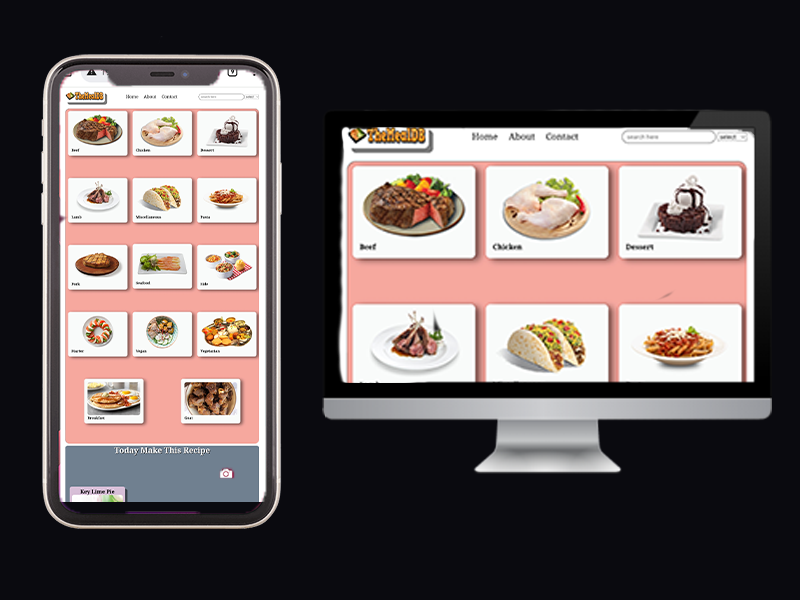 TheMealDB
Home About Contact
search here
Beef
Chicken
Dessert
Lamb
Miscellaneous
Pasta
Pork
Seafood
Side
Starter
Vegan
Vegetarian
Breakfast
Goat
Today Make This Recipe
Key Lime Pie
TheMealDB
Home About Contact
search here
select
Beef
Chicken
Dessert